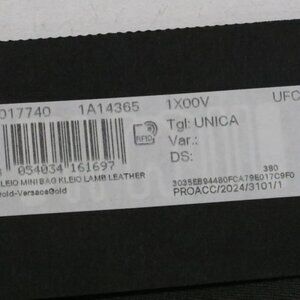 017740 1A14365 1X00V UFC
RFID
Tgl: UNICA
Var.:
DS:
054034 161697
KLEIO MINI BAG KLEIO LAMB LEATHER
Gold-VersaceGold
380
3035EB94480FCA79E017C9F0
PROACC/2024/3101/1